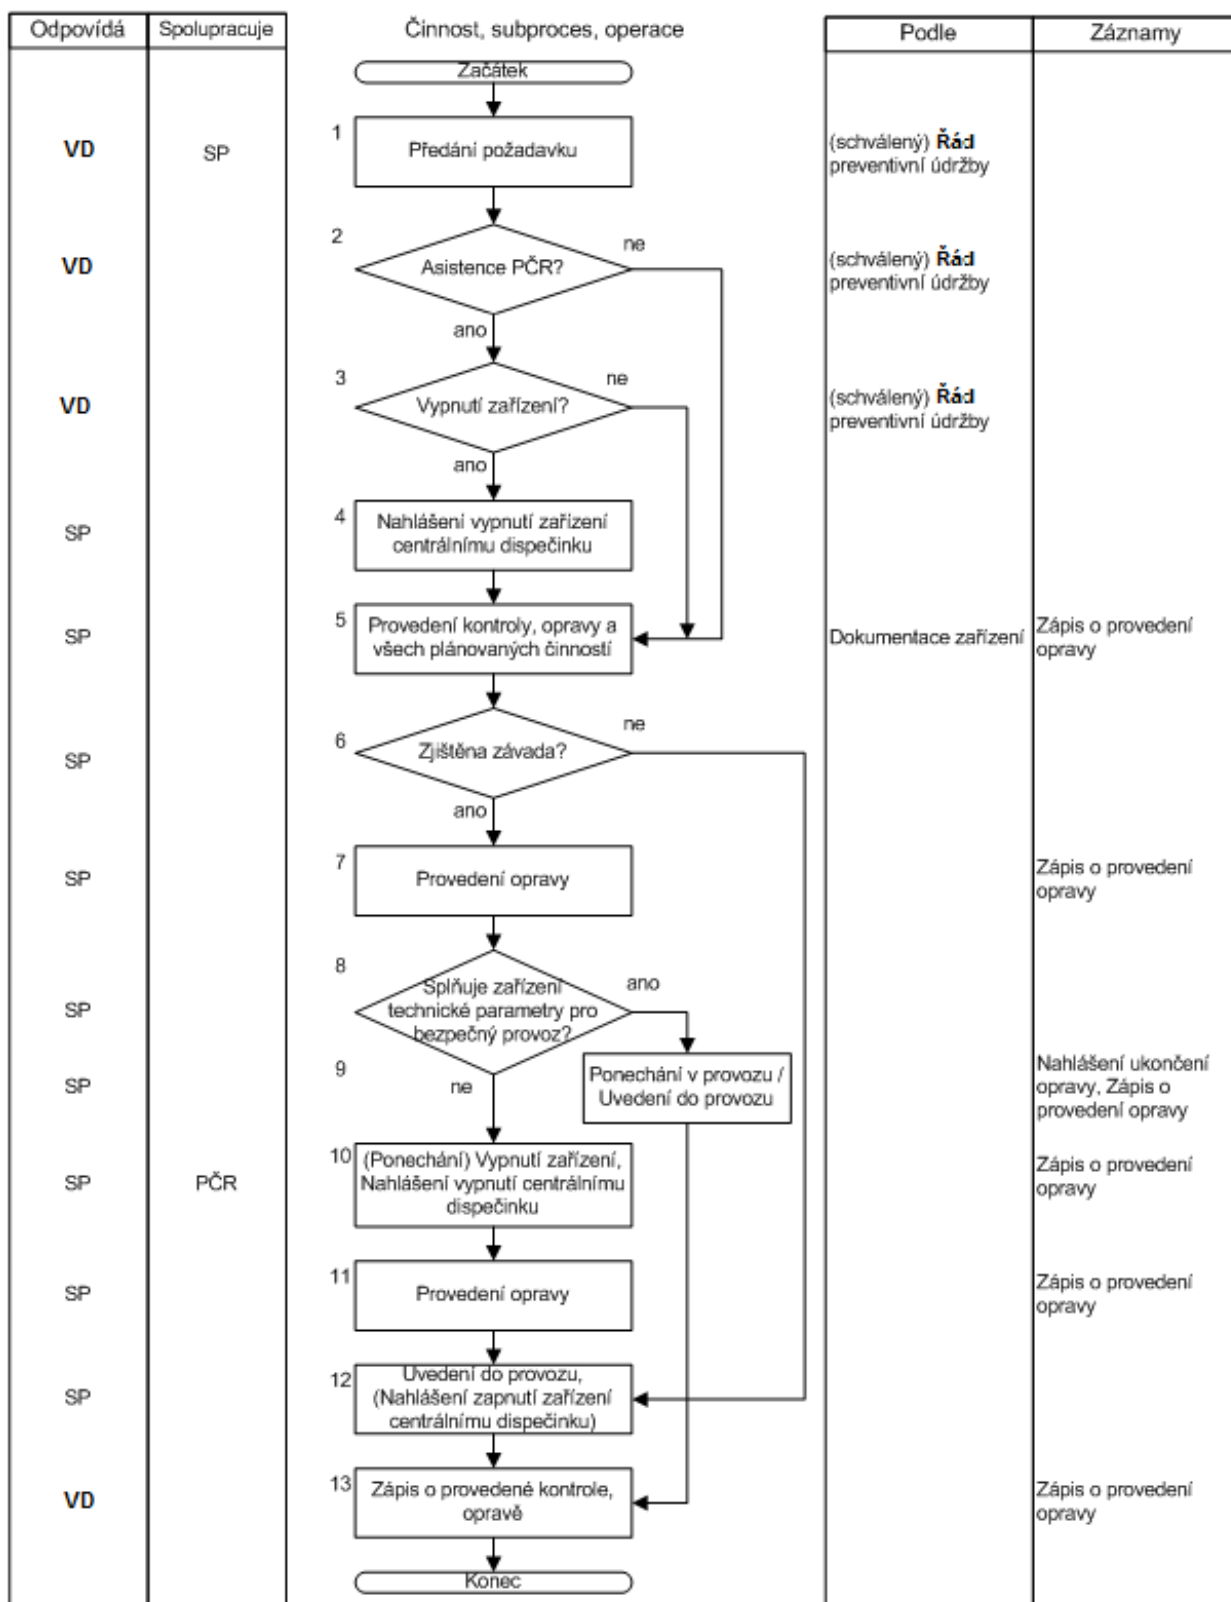 Odpovídá
Spolupracuje
Činnost, subproces, operace
Podle
Záznamy
Začátek
1
Předání požadavku
VD
SP
(schválený) Řád
preventivní údržby
2
Asistence PČR?
ne
ano
VD
(schválený) Řád
preventivní údržby
3
Vypnutí zařízení?
ne
ano
VD
(schválený) Řád
preventivní údržby
4
Nahlášení vypnutí zařízení
centrálnímu dispečinku
SP
5
Provedení kontroly, opravy a
všech plánovaných činností
SP
Dokumentace zařízení
Zápis o provedení
opravy
6
Zjištěna závada?
ne
ano
SP
7
Provedení opravy
SP
Zápis o provedení
opravy
8
Splňuje zařízení
technické parametry pro
bezpečný provoz?
ano
ne
SP
9
Ponechání v provozu /
Uvedení do provozu
SP
Nahlášení ukončení
opravy, Zápis o
provedení opravy
10
(Ponechání) Vypnutí zařízení,
Nahlášení vypnutí centrálnímu
dispečinku
SP
PČR
Zápis o provedení
opravy
11
Provedení opravy
SP
Zápis o provedení
opravy
12
Uvedení do provozu,
(Nahlášení zapnutí zařízení
centrálnímu dispečinku)
SP
13
Zápis o provedené kontrole,
opravě
VD
Zápis o provedení
opravy
Konec